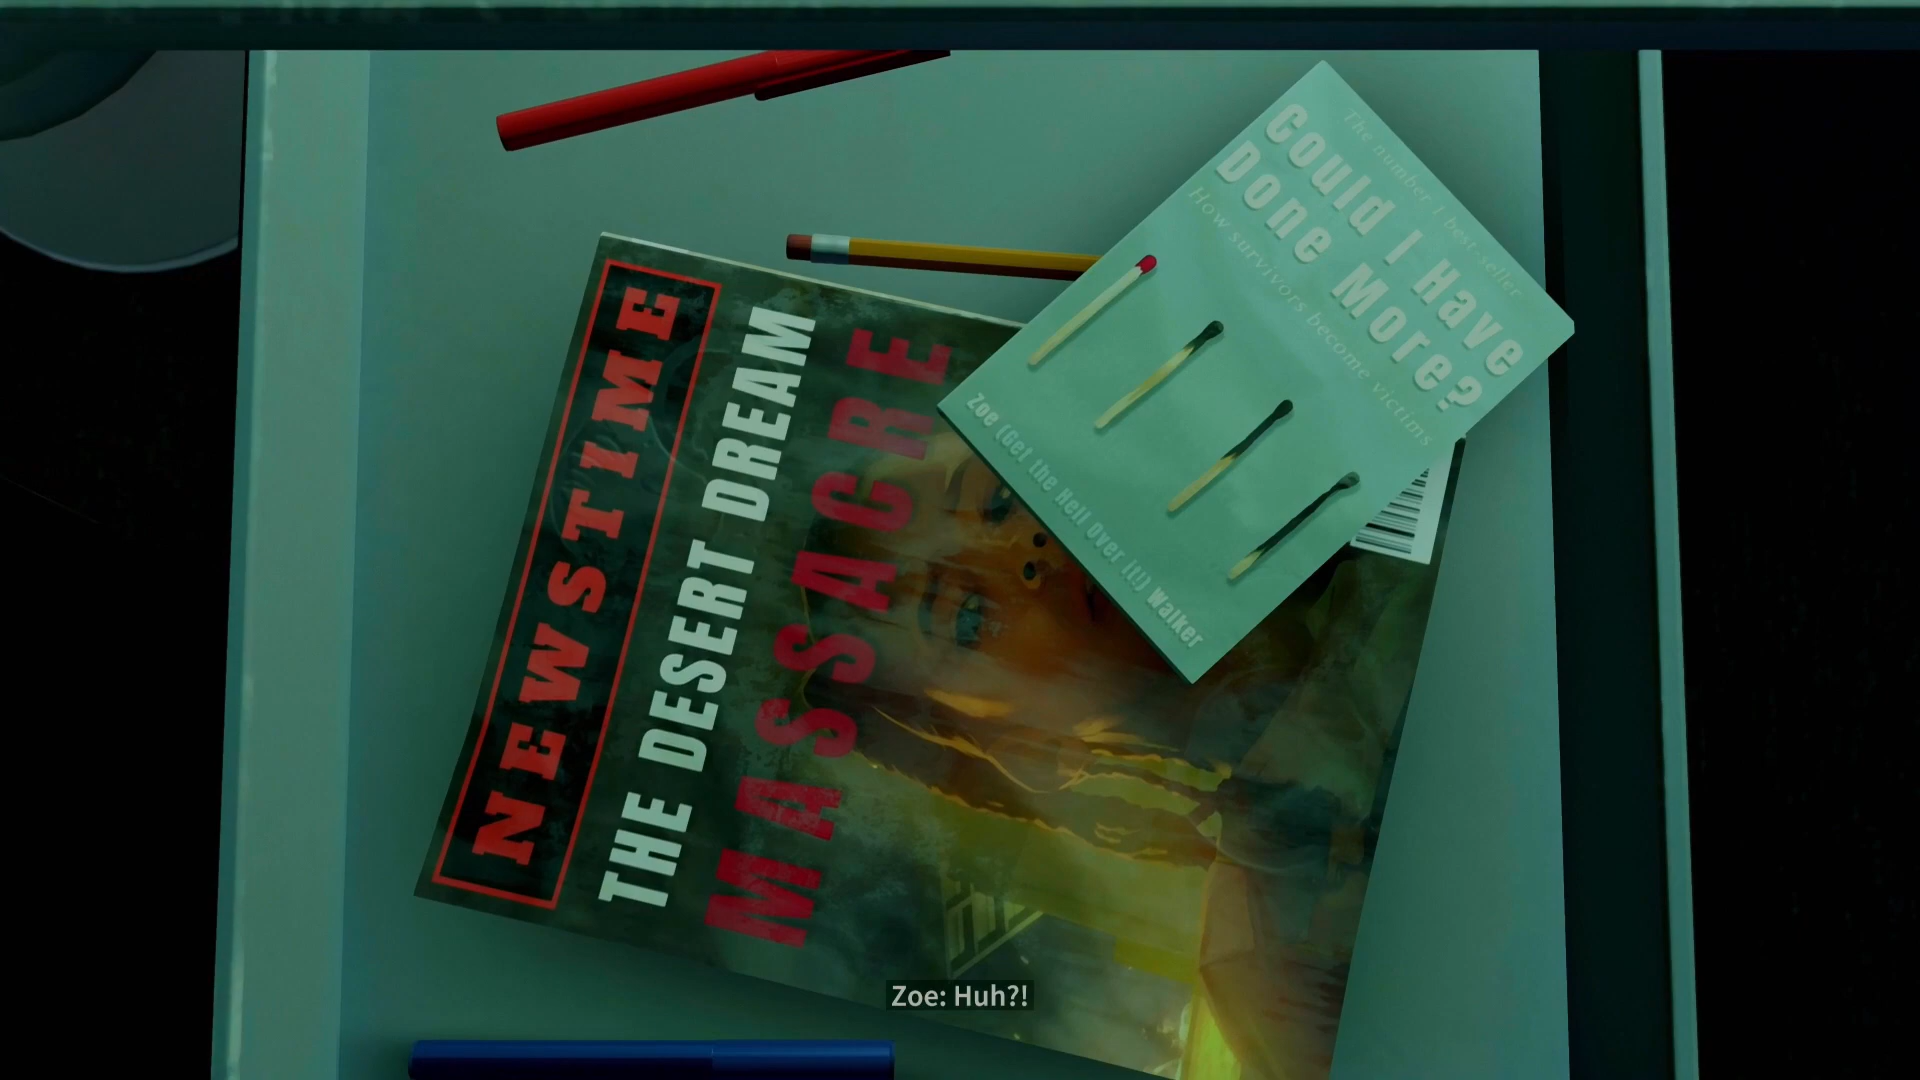 The number 1 best-seller
Could I Have
Done More?
How survivors become victims
Zoe (Get the Hell Over It!) Walker
NEWSTIME
THE DESERT DREAM
MASSACRE
Zoe: Huh?!